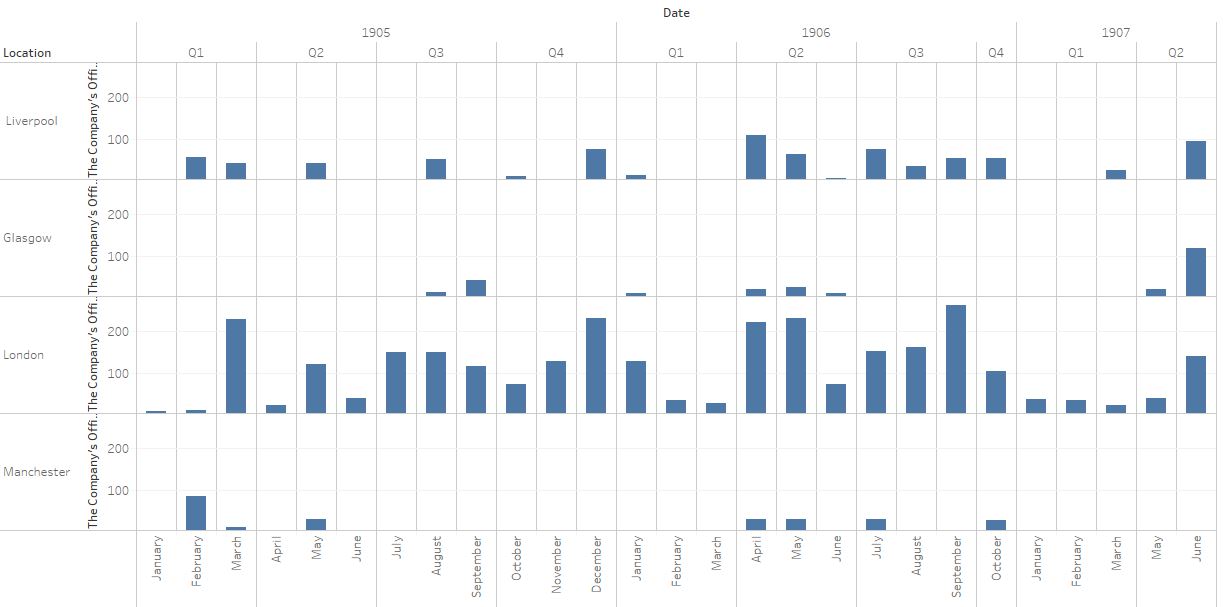 Date
1905 1906 1907
Location Q1 Q2 Q3 Q4 Q1 Q2 Q3 Q4 Q1 Q2
Liverpool
The Company's Offi..
200
100
Glasgow
The Company's Offi..
200
100
London
The Company's Offi..
200
100
Manchester
The Company's Offi..
200
100
January February March April May June July August September October November December January February March April May June July August September October January February March May June